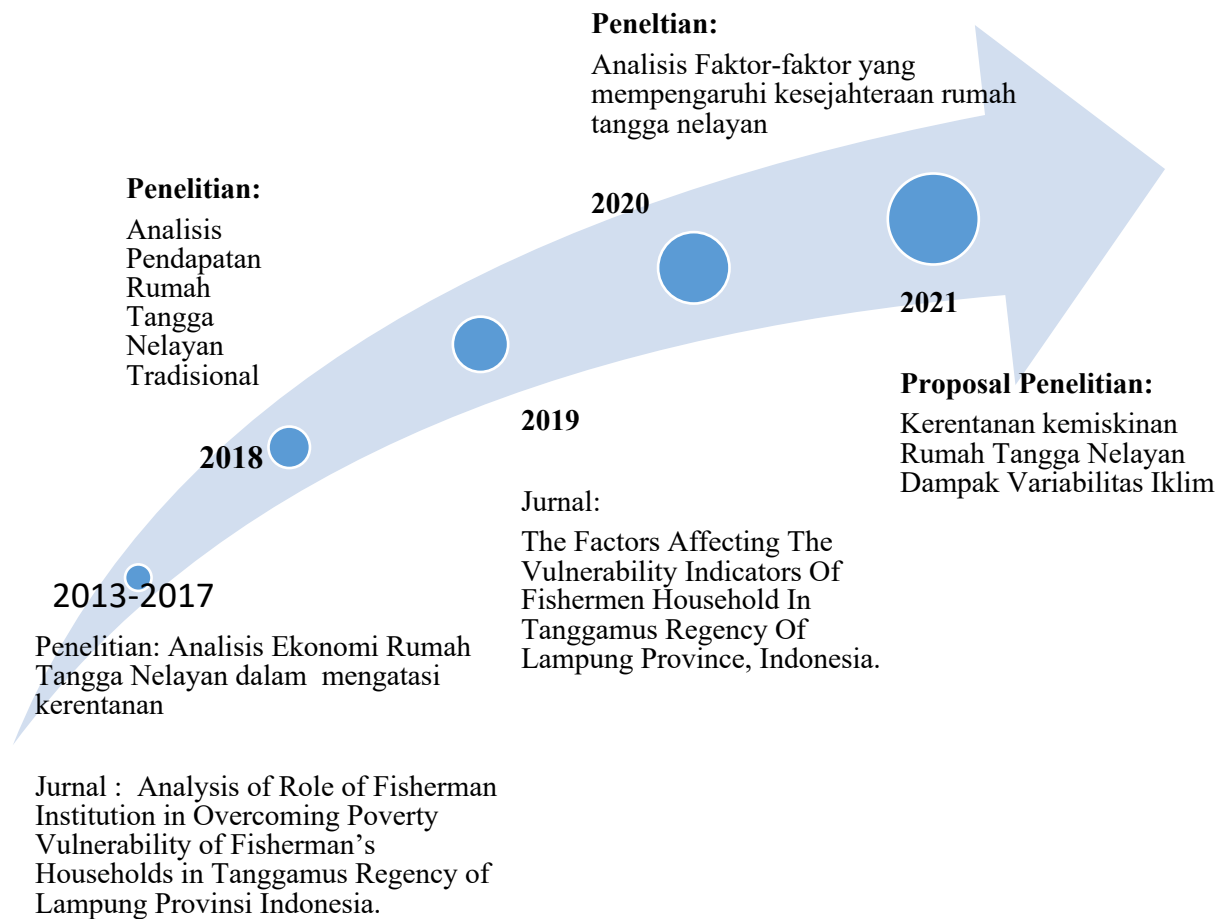 Peneltian:
Analisis Faktor-faktor yang
mempengaruhi kesejahteraan rumah
tangga nelayan
2020
Penelitian:
Analisis
Pendapatan
Rumah
Tangga
Nelayan
Tradisional
2018
2021
Proposal Penelitian:
Kerentanan kemiskinan
Rumah Tangga Nelayan
Dampak Variabilitas Iklim
2019
Jurnal:
The Factors Affecting The
Vulnerability Indicators Of
Fishermen Household In
Tanggamus Regency Of
Lampung Province, Indonesia.
2013-2017
Penelitian: Analisis Ekonomi Rumah
Tangga Nelayan dalam mengatasi
kerentanan
Jurnal : Analysis of Role of Fisherman
Institution in Overcoming Poverty
Vulnerability of Fisherman’s
Households in Tanggamus Regency of
Lampung Provinsi Indonesia.